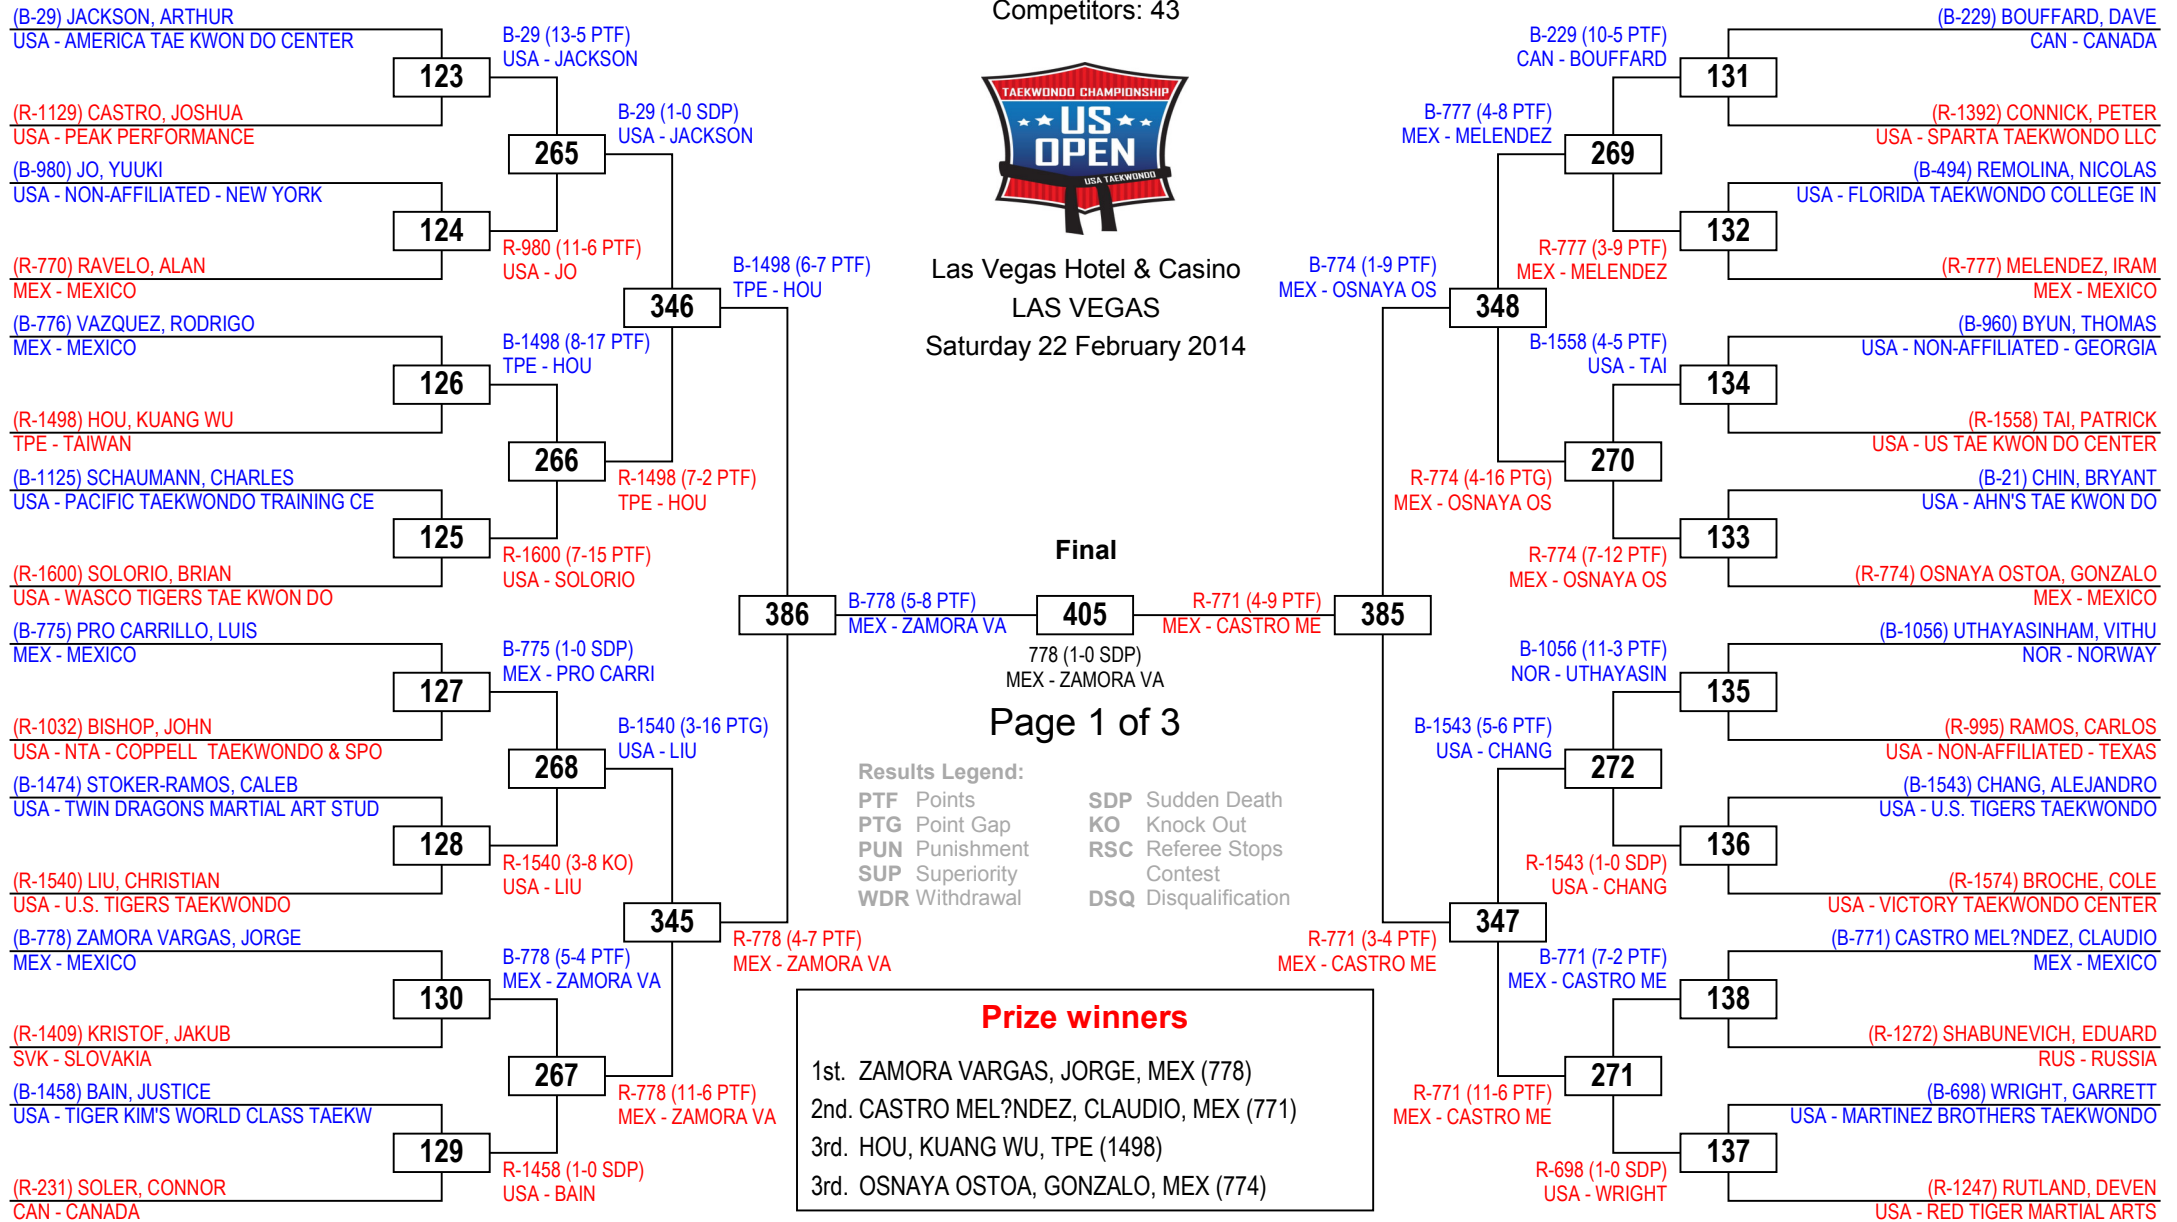 Competitors: 43
TAEKWONDO CHAMPIONSHIP
US
OPEN
USA TAEKWONDO
Las Vegas Hotel & Casino
LAS VEGAS
Saturday 22 February 2014
(B-29) JACKSON, ARTHUR
USA - AMERICA TAE KWON DO CENTER
123
(R-1129) CASTRO, JOSHUA
USA - PEAK PERFORMANCE
(B-980) JO, YUUKI
USA - NON-AFFILIATED - NEW YORK
124
(R-770) RAVELO, ALAN
MEX - MEXICO
(B-776) VAZQUEZ, RODRIGO
MEX - MEXICO
126
(R-1498) HOU, KUANG WU
TPE - TAIWAN
(B-1125) SCHAUMANN, CHARLES
USA - PACIFIC TAEKWONDO TRAINING CE
125
(R-1600) SOLORIO, BRIAN
USA - WASCO TIGERS TAE KWON DO
(B-775) PRO CARRILLO, LUIS
MEX - MEXICO
127
(R-1032) BISHOP, JOHN
USA - NTA - COPPELL  TAEKWONDO & SPO
(B-1474) STOKER-RAMOS, CALEB
USA - TWIN DRAGONS MARTIAL ART STUD
128
(R-1540) LIU, CHRISTIAN
USA - U.S. TIGERS TAEKWONDO
(B-778) ZAMORA VARGAS, JORGE
MEX - MEXICO
130
(R-1409) KRISTOF, JAKUB
SVK - SLOVAKIA
(B-1458) BAIN, JUSTICE
USA - TIGER KIM'S WORLD CLASS TAEKW
129
(R-231) SOLER, CONNOR
CAN - CANADA
B-29 (13-5 PTF)
USA - JACKSON
265
R-980 (11-6 PTF)
USA - JO
B-1498 (8-17 PTF)
TPE - HOU
266
R-1600 (7-15 PTF)
USA - SOLORIO
B-775 (1-0 SDP)
MEX - PRO CARRI
268
R-1540 (3-8 KO)
USA - LIU
B-778 (5-4 PTF)
MEX - ZAMORA VA
267
R-1458 (1-0 SDP)
USA - BAIN
B-29 (1-0 SDP)
USA - JACKSON
346
R-1498 (7-2 PTF)
TPE - HOU
B-1540 (3-16 PTG)
USA - LIU
345
R-778 (11-6 PTF)
MEX - ZAMORA VA
B-1498 (6-7 PTF)
TPE - HOU
386
R-778 (4-7 PTF)
MEX - ZAMORA VA
Final
B-778 (5-8 PTF)
MEX - ZAMORA VA
405
R-771 (4-9 PTF)
MEX - CASTRO ME
778 (1-0 SDP)
MEX - ZAMORA VA
Page 1 of 3
Results Legend:
PTF Points
PTG Point Gap
PUN Punishment
SUP Superiority
WDR Withdrawal
SDP Sudden Death
KO Knock Out
RSC Referee Stops
Contest
DSQ Disqualification
B-774 (1-9 PTF)
MEX - OSNAYA OS
385
R-771 (3-4 PTF)
MEX - CASTRO ME
B-777 (4-8 PTF)
MEX - MELENDEZ
348
R-774 (4-16 PTG)
MEX - OSNAYA OS
B-1543 (5-6 PTF)
USA - CHANG
347
R-771 (11-6 PTF)
MEX - CASTRO ME
B-229 (10-5 PTF)
CAN - BOUFFARD
269
R-777 (3-9 PTF)
MEX - MELENDEZ
B-1558 (4-5 PTF)
USA - TAI
270
R-774 (7-12 PTF)
MEX - OSNAYA OS
B-1056 (11-3 PTF)
NOR - UTHAYASIN
272
R-1543 (1-0 SDP)
USA - CHANG
B-771 (7-2 PTF)
MEX - CASTRO ME
271
R-698 (1-0 SDP)
USA - WRIGHT
(B-229) BOUFFARD, DAVE
CAN - CANADA
131
(R-1392) CONNICK, PETER
USA - SPARTA TAEKWONDO LLC
(B-494) REMOLINA, NICOLAS
USA - FLORIDA TAEKWONDO COLLEGE IN
132
(R-777) MELENDEZ, IRAM
MEX - MEXICO
(B-960) BYUN, THOMAS
USA - NON-AFFILIATED - GEORGIA
134
(R-1558) TAI, PATRICK
USA - US TAE KWON DO CENTER
(B-21) CHIN, BRYANT
USA - AHN'S TAE KWON DO
133
(R-774) OSNAYA OSTOA, GONZALO
MEX - MEXICO
(B-1056) UTHAYASINHAM, VITHU
NOR - NORWAY
135
(R-995) RAMOS, CARLOS
USA - NON-AFFILIATED - TEXAS
(B-1543) CHANG, ALEJANDRO
USA - U.S. TIGERS TAEKWONDO
136
(R-1574) BROCHE, COLE
USA - VICTORY TAEKWONDO CENTER
(B-771) CASTRO MEL?NDEZ, CLAUDIO
MEX - MEXICO
138
(R-1272) SHABUNEVICH, EDUARD
RUS - RUSSIA
(B-698) WRIGHT, GARRETT
USA - MARTINEZ BROTHERS TAEKWONDO
137
(R-1247) RUTLAND, DEVEN
USA - RED TIGER MARTIAL ARTS
Prize winners
1st. ZAMORA VARGAS, JORGE, MEX (778)
2nd. CASTRO MEL?NDEZ, CLAUDIO, MEX (771)
3rd. HOU, KUANG WU, TPE (1498)
3rd. OSNAYA OSTOA, GONZALO, MEX (774)